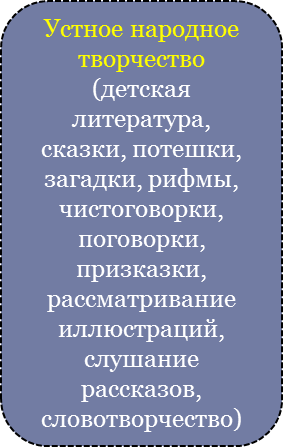 Устное народное
творчество
(детская
литература,
сказки, потешки,
загадки, рифмы,
чистоговорки,
поговорки,
призказки,
рассматривание
иллюстраций,
слушание
рассказов,
словотворчество)